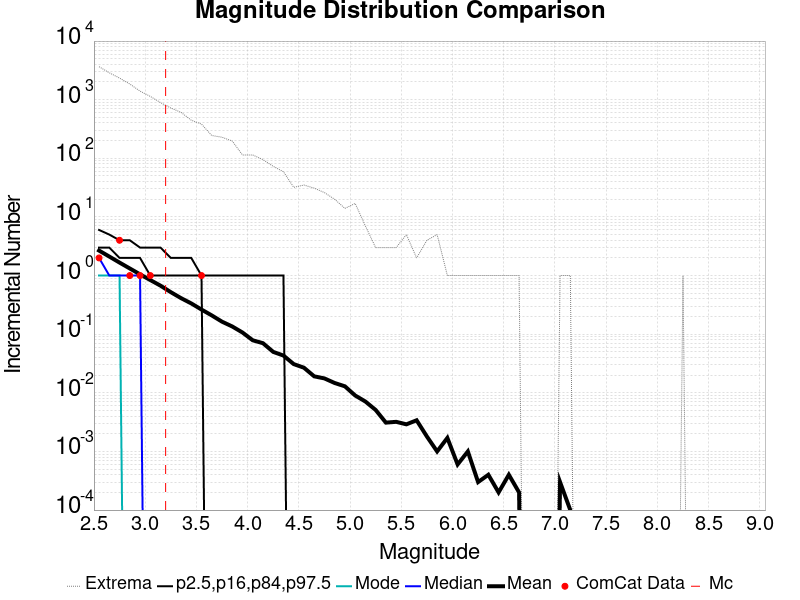 Magnitude Distribution Comparison
10^4
10^3
10^2
10^1
10^0
10^-1
10^-2
10^-3
10^-4
Incremental Number
2.5 3.0 3.5 4.0 4.5 5.0 5.5 6.0 6.5 7.0 7.5 8.0 8.5 9.0
Magnitude
Extrema p2.5,p16,p84,p97.5 Mode Median Mean ComCat Data Mc